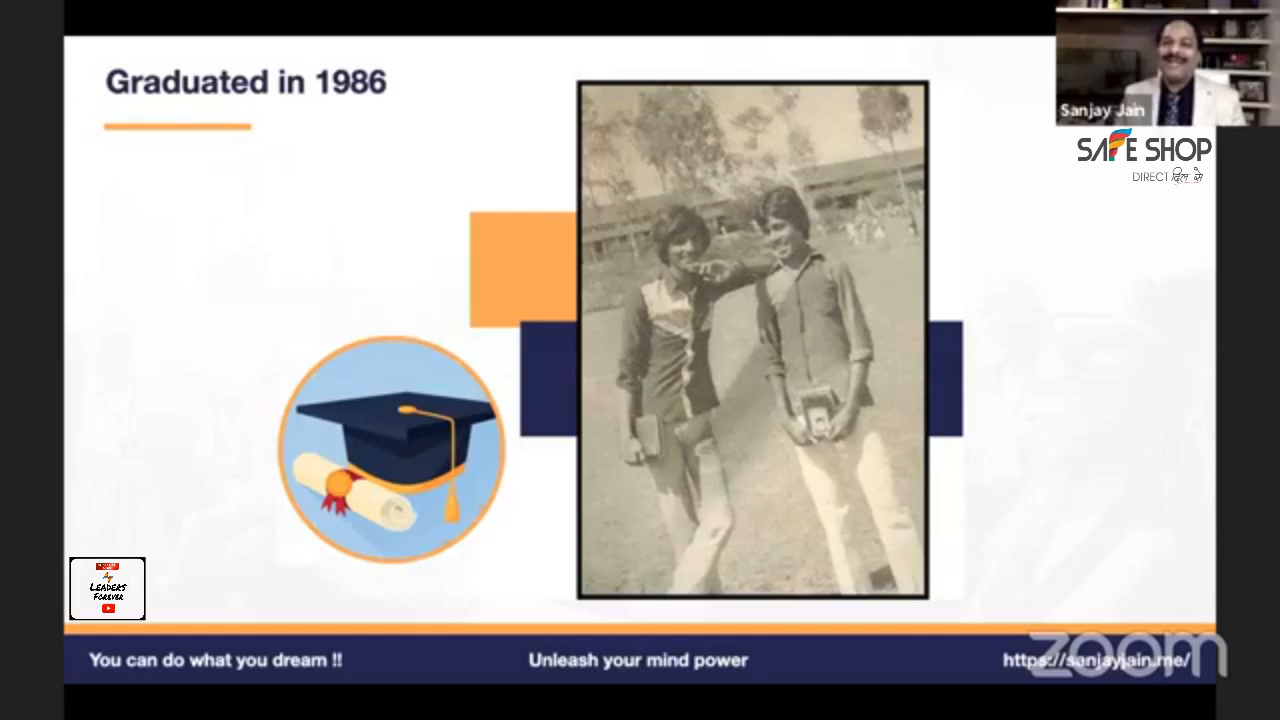 Graduated in 1986
Sanjay Jain
SAFE SHOP
DIRECT दिल से
LEADERS
FOREVER
You can do what you dream !!
Unleash your mind power
https://sanjayjain.me/
zoom